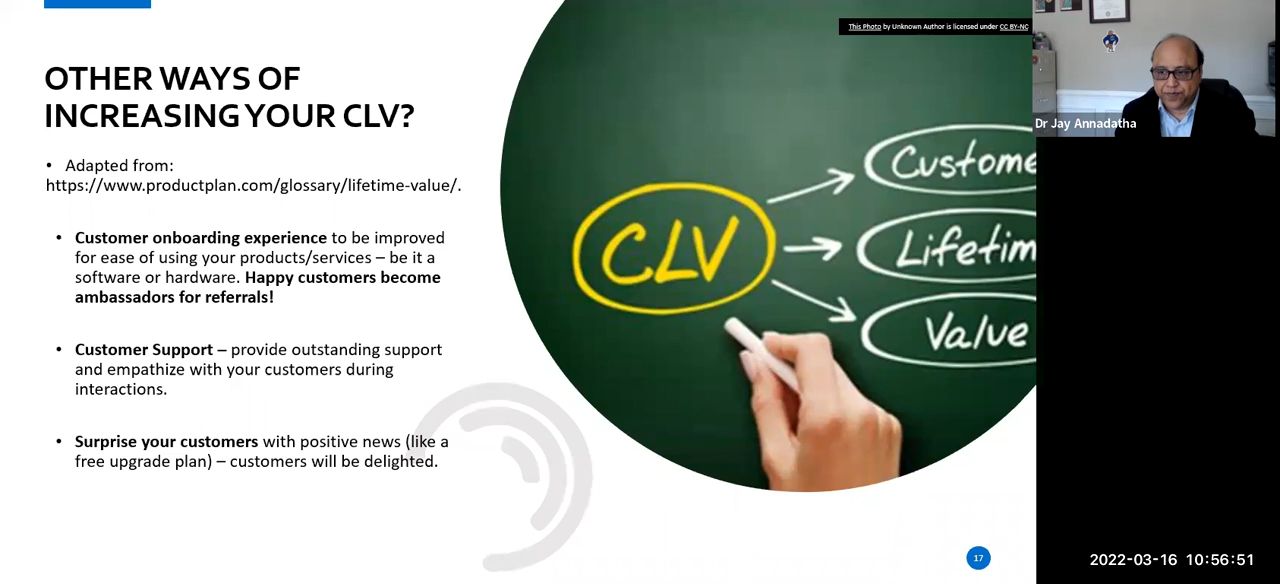 This Photo by Unknown Author is licensed under CC BY-NC
OTHER WAYS OF
INCREASING YOUR CLV?
• Adapted from:
https://www.productplan.com/glossary/lifetime-value/.
• Customer onboarding experience to be improved
for ease of using your products/services – be it a
software or hardware. Happy customers become
ambassadors for referrals!
• Customer Support – provide outstanding support
and empathize with your customers during
interactions.
• Surprise your customers with positive news (like a
free upgrade plan) – customers will be delighted.
CLV
Custome
Lifetim
Value
17
Dr Jay Annadatha
2022-03-16 10:56:51